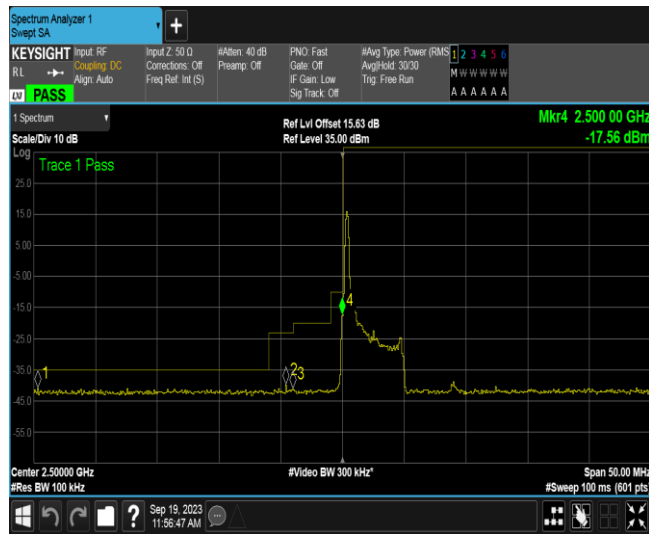 Spectrum Analyzer 1
Swept SA
+
KEYSIGHT
RL
LXI PASS
Input: RF
Coupling: DC
Align: Auto
Input Z: 50 Ω
Corrections: Off
Freq Ref: Int (S)
#Atten: 40 dB
Preamp: Off
PNO: Fast
Gate: Off
IF Gain: Low
Sig Track: Off
#Avg Type: Power (RMS
Avg|Hold: 30/30
Trig: Free Run
1 2 3 4 5 6
M W W W W W
A A A A A A
1 Spectrum
Scale/Div 10 dB
Ref Lvl Offset 15.63 dB
Ref Level 35.00 dBm
Mkr4 2.500 00 GHz
-17.56 dBm
Log
Trace 1 Pass
25.0
15.0
5.00
-5.00
-15.0
-25.0
-35.0
-45.0
-55.0
1
2
3
4
Center 2.50000 GHz
#Res BW 100 kHz
#Video BW 300 kHz*
Span 50.00 MHz
#Sweep 100 ms (601 pts)
?
Sep 19, 2023
11:56:47 AM